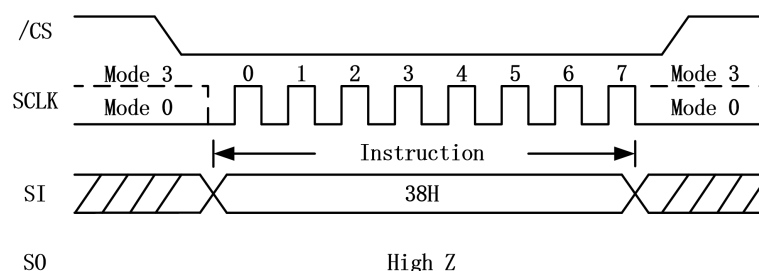 /CS
0 1 2 3 4 5 6 7
Mode 3 Mode 3
SCLK
Mode 0 Mode 0
Instruction
SI 38H
SO High Z